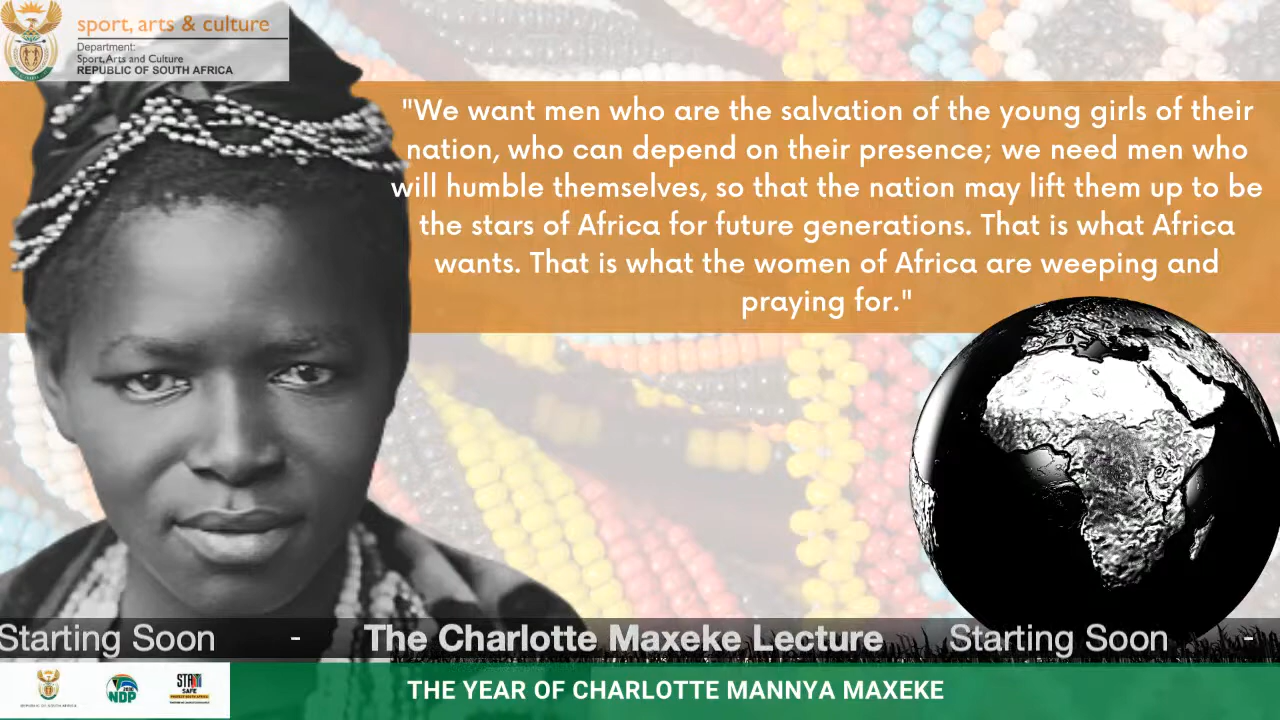 sport, arts & culture
Department:
Sport, Arts and Culture
REPUBLIC OF SOUTH AFRICA
"We want men who are the salvation of the young girls of their
nation, who can depend on their presence; we need men who
will humble themselves, so that the nation may lift them up to be
the stars of Africa for future generations. That is what Africa
wants. That is what the women of Africa are weeping and
praying for."
Starting Soon - The Charlotte Maxeke Lecture Starting Soon -
NDP
STAY
SAFE
THE YEAR OF CHARLOTTE MANNYA MAXEKE